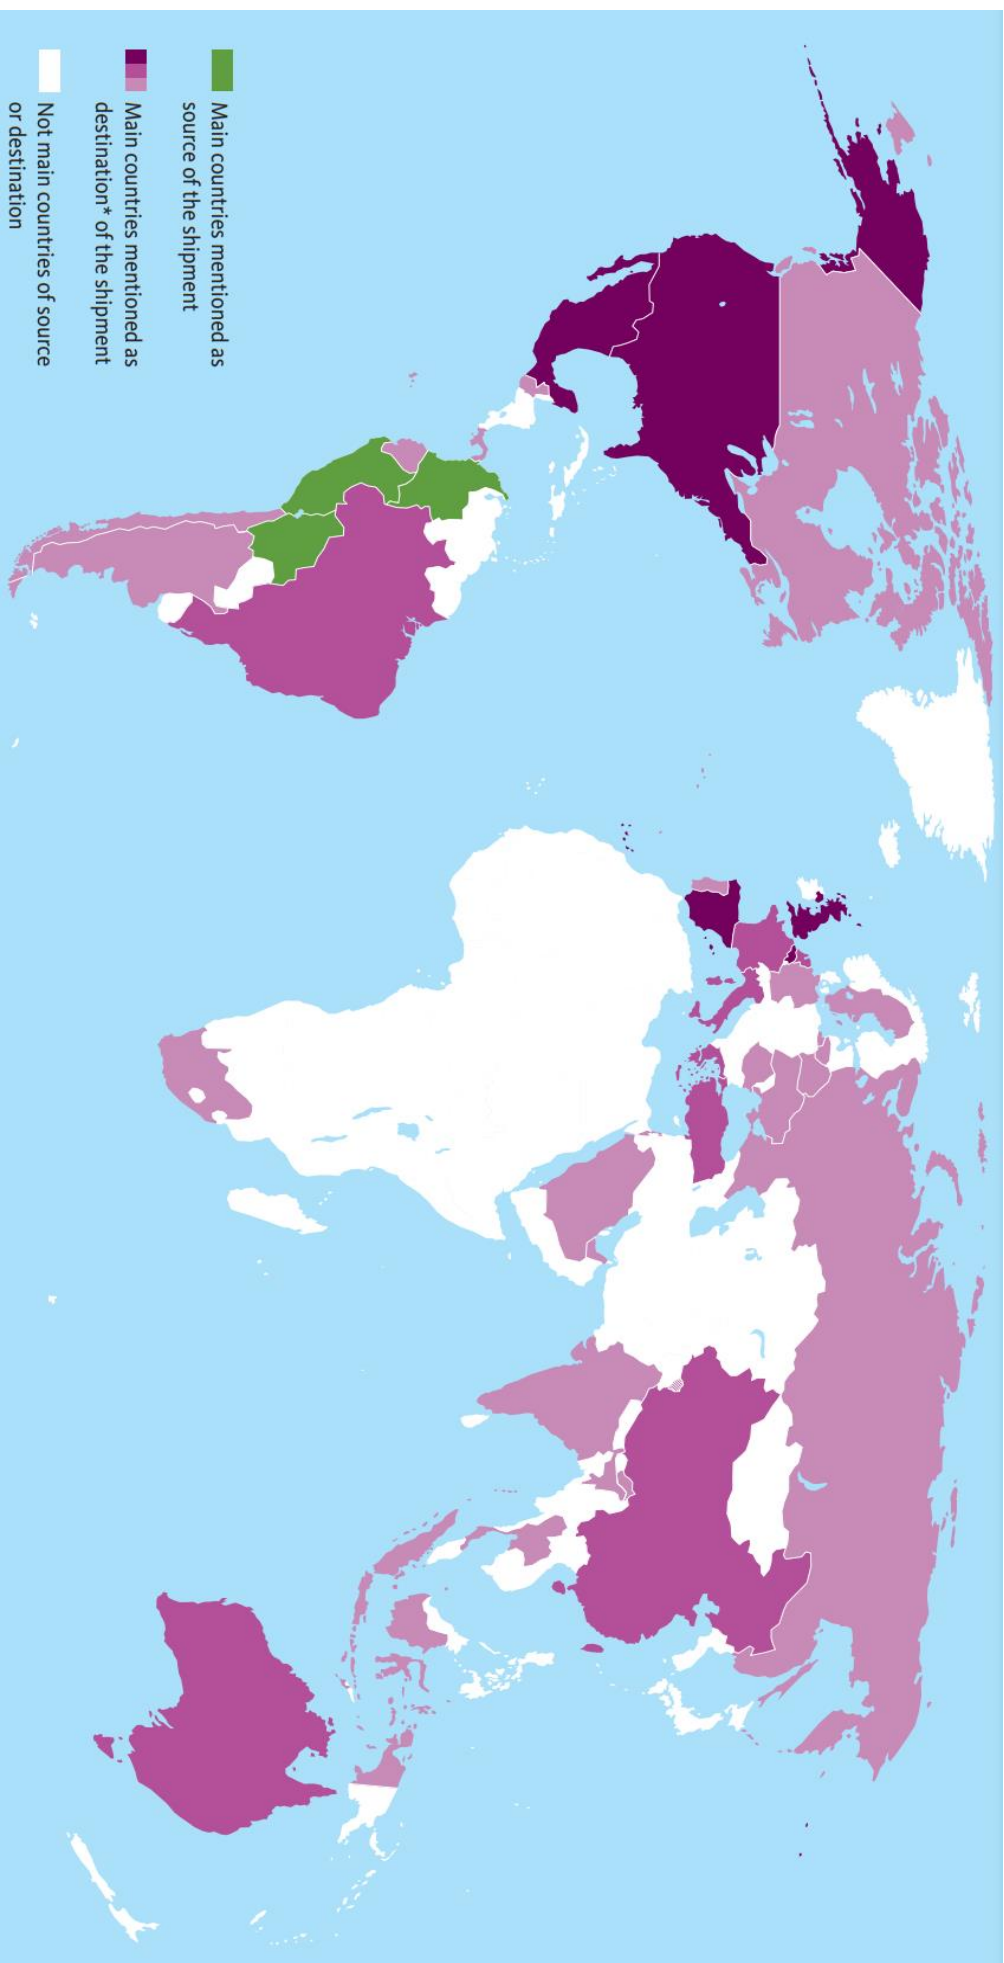 Main countries mentioned as
source of the shipment
Main countries mentioned as
destination* of the shipment
Not main countries of source
or destination